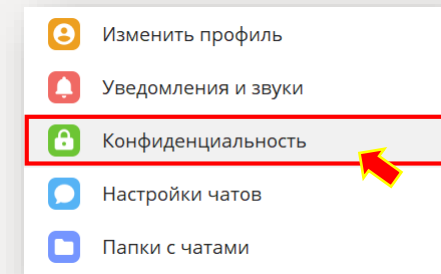 Изменить профиль
Уведомления и звуки
Конфиденциальность
Настройки чатов
Папки с чатами